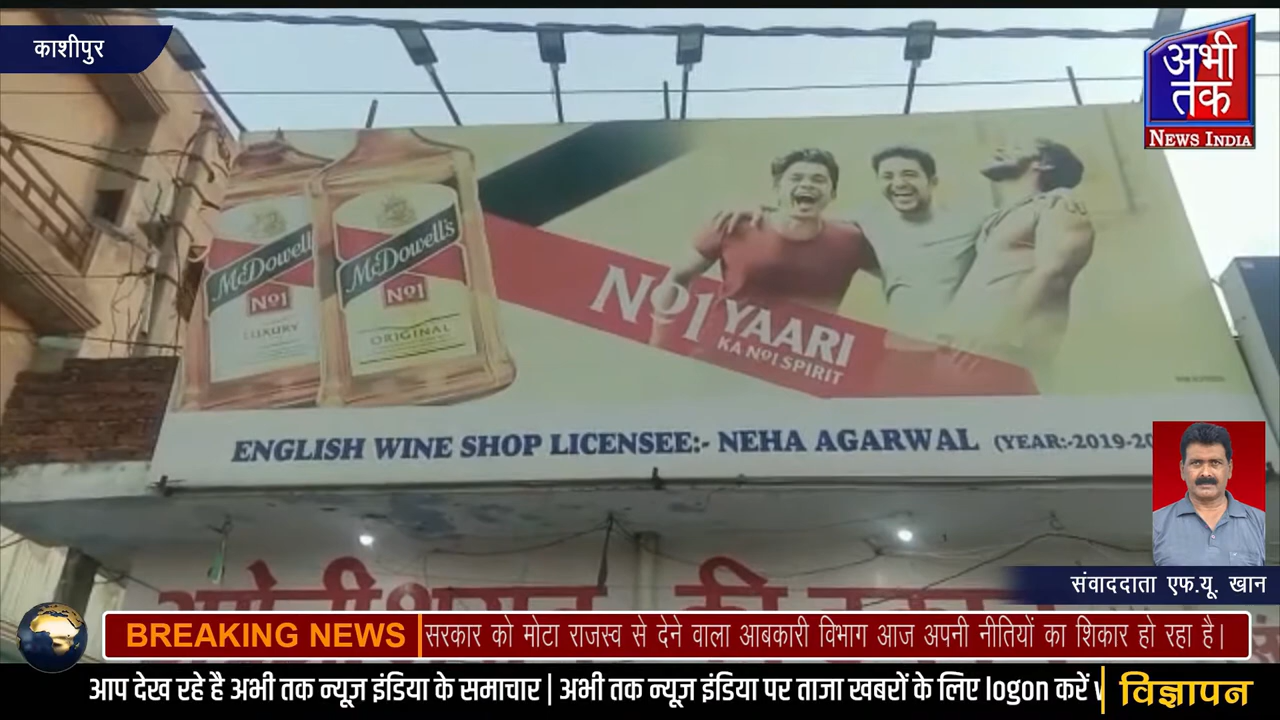 काशीपुर
अभी
तक
NEWS INDIA
McDowell's
No1
LUXURY
McDowell's
No1
ORIGINAL
No1 YAARI
KA No1 SPIRIT
ENGLISH WINE SHOP LICENSEE:- NEHA AGARWAL (YEAR:-2019-20
की
संवाददाता एफ.यू. खान
BREAKING NEWS
सरकार को मोटा राजस्व से देने वाला आबकारी विभाग आज अपनी नीतियों का शिकार हो रहा है।
आप देख रहे है अभी तक न्यूज़ इंडिया के समाचार | अभी तक न्यूज़ इंडिया पर ताजा खबरों के लिए logon करें
विज्ञापन